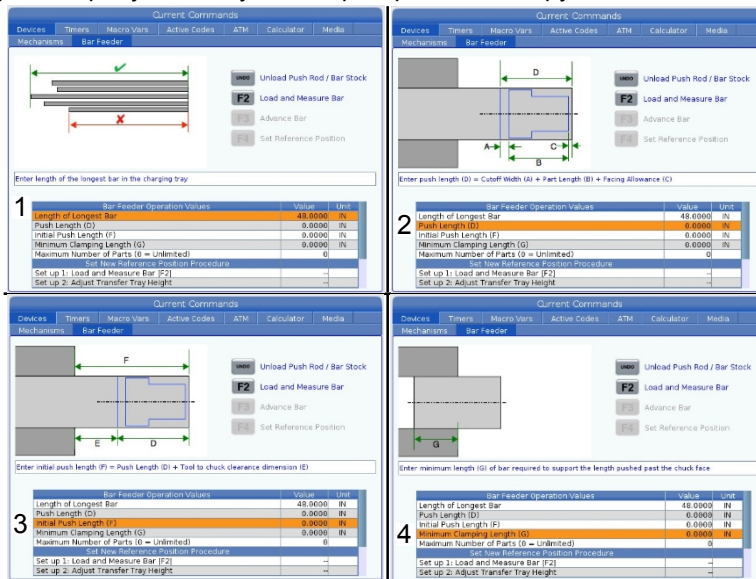 Current Commands
Devices Timers Macro Vars Active Codes ATM Calculator Media
Mechanisms Bar Feeder
UNDO Unload Push Rod / Bar Stock
F2 Load and Measure Bar
F3 Advance Bar
F4 Set Reference Position
Enter length of the longest bar in the charging tray
1
Bar Feeder Operation Values Value Unit
Length of Longest Bar 48.0000 IN
Push Length (D) 0.0000 IN
Initial Push Length (F) 0.0000 IN
Minimum Clamping Length (G) 0.0000 IN
Maximum Number of Parts (0 = Unlimited) 0
Set New Reference Position Procedure
Set up 1: Load and Measure Bar [F2] --
Set up 2: Adjust Transfer Tray Height --
Current Commands
Devices Timers Macro Vars Active Codes ATM Calculator Media
Mechanisms Bar Feeder
D
A
C
B
UNDO Unload Push Rod / Bar Stock
F2 Load and Measure Bar
F3 Advance Bar
F4 Set Reference Position
Enter push length (D) = Cutoff Width (A) + Part Length (B) + Facing Allowance (C)
2
Bar Feeder Operation Values Value Unit
Length of Longest Bar 48.0000 IN
Push Length (D) 0.0000 IN
Initial Push Length (F) 0.0000 IN
Minimum Clamping Length (G) 0.0000 IN
Maximum Number of Parts (0 = Unlimited) 0
Set New Reference Position Procedure
Set up 1: Load and Measure Bar [F2] --
Set up 2: Adjust Transfer Tray Height --
Current Commands
Devices Timers Macro Vars Active Codes ATM Calculator Media
Mechanisms Bar Feeder
F
E
D
UNDO Unload Push Rod / Bar Stock
F2 Load and Measure Bar
F3 Advance Bar
F4 Set Reference Position
Enter initial push length (F) = Push Length (D) + Tool to chuck clearance dimension (E)
3
Bar Feeder Operation Values Value Unit
Length of Longest Bar 48.0000 IN
Push Length (D) 0.0000 IN
Initial Push Length (F) 0.0000 IN
Minimum Clamping Length (G) 0.0000 IN
Maximum Number of Parts (0 = Unlimited) 0
Set New Reference Position Procedure
Set up 1: Load and Measure Bar [F2] --
Set up 2: Adjust Transfer Tray Height --
Current Commands
Devices Timers Macro Vars Active Codes ATM Calculator Media
Mechanisms Bar Feeder
G
UNDO Unload Push Rod / Bar Stock
F2 Load and Measure Bar
F3 Advance Bar
F4 Set Reference Position
Enter minimum length (G) of bar required to support the length pushed past the chuck face
4
Bar Feeder Operation Values Value Unit
Length of Longest Bar 48.0000 IN
Push Length (D) 0.0000 IN
Initial Push Length (F) 0.0000 IN
Minimum Clamping Length (G) 0.0000 IN
Maximum Number of Parts (0 = Unlimited) 0
Set New Reference Position Procedure
Set up 1: Load and Measure Bar [F2] --
Set up 2: Adjust Transfer Tray Height --